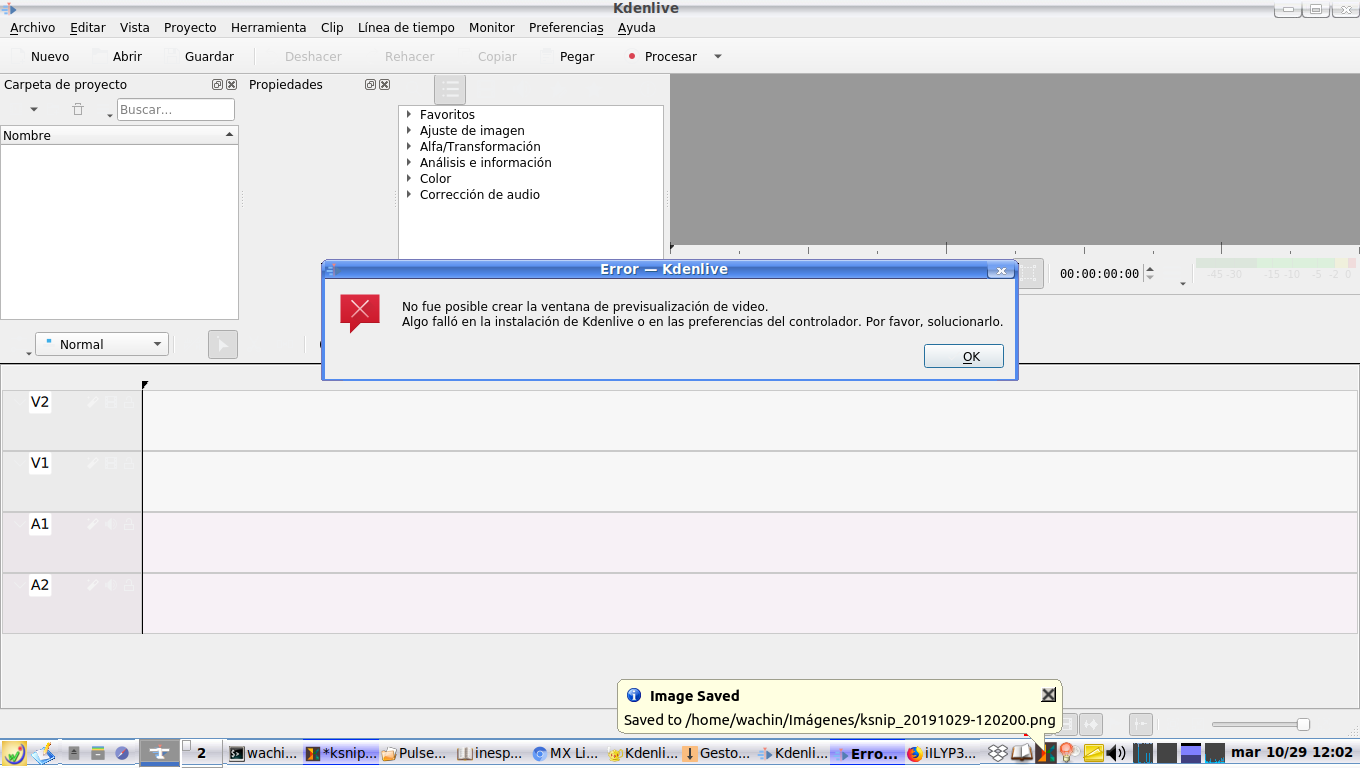 Kdenlive
Archivo Editar Vista Proyecto Herramienta Clip Línea de tiempo Monitor Preferencias Ayuda
Nuevo Abrir Guardar Deshacer Rehacer Copiar Pegar Procesar
Carpeta de proyecto Propiedades
Buscar...
Nombre
Favoritos
Ajuste de imagen
Alfa/Transformación
Análisis e información
Color
Corrección de audio
00:00:00:00
-45 -30 -15 -10 -5 -2 0
Error — Kdenlive
No fue posible crear la ventana de previsualización de video.
Algo falló en la instalación de Kdenlive o en las preferencias del controlador. Por favor, solucionarlo.
OK
Normal
V2
V1
A1
A2
Image Saved
Saved to /home/wachin/Imágenes/ksnip_20191029-120200.png
2 wachi... *ksnip... Pulse... inesp... MX Li... Kdenli... Gesto... Kdenli... Erro... iILYP3... mar 10/29 12:02